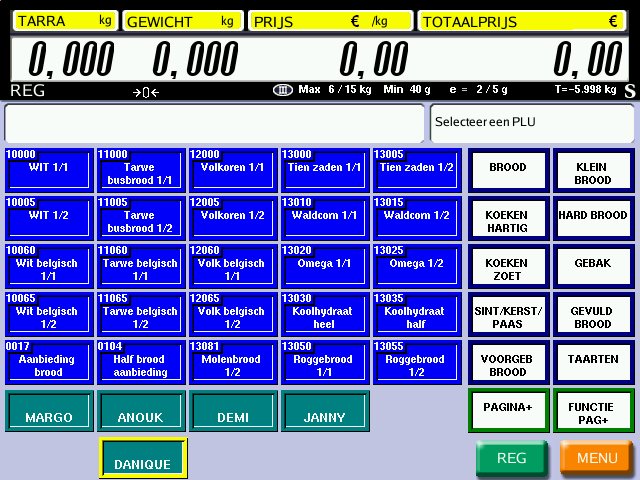 TARRA kg GEWICHT kg PRIJS € /kg TOTAALPRIJS €
0,000 0,000 0,00 0,00
REG →0← III Max 6/15 kg Min 40 g e = 2/5 g T=-5.998 kg S
Selecteer een PLU
10000 11000 12000 13000 13005
WIT 1/1 Tarwe busbrood 1/1 Volkoren 1/1 Tien zaden 1/1 Tien zaden 1/2 BROOD KLEIN BROOD
10005 11005 12005 13010 13015
WIT 1/2 Tarwe busbrood 1/2 Volkoren 1/2 Waldcorn 1/1 Waldcorn 1/2 KOEKEN HARTIG HARD BROOD
10060 11060 12060 13020 13025
Wit belgisch 1/1 Tarwe belgisch 1/1 Volk belgisch 1/1 Omega 1/1 Omega 1/2 KOEKEN ZOET GEBAK
10065 11065 12065 13030 13035
Wit belgisch 1/2 Tarwe belgisch 1/2 Volk belgisch 1/2 Koolhydraat heel Koolhydraat half SINT/KERST/ PAAS GEVULD BROOD
0017 0104 13081 13050 13055
Aanbieding brood Half brood aanbieding Molenbrood 1/2 Roggebrood 1/1 Roggebrood 1/2 VOORGEB BROOD TAARTEN
MARGO ANOUK DEMI JANNY PAGINA+ FUNCTIE PAG+
DANIQUE REG MENU